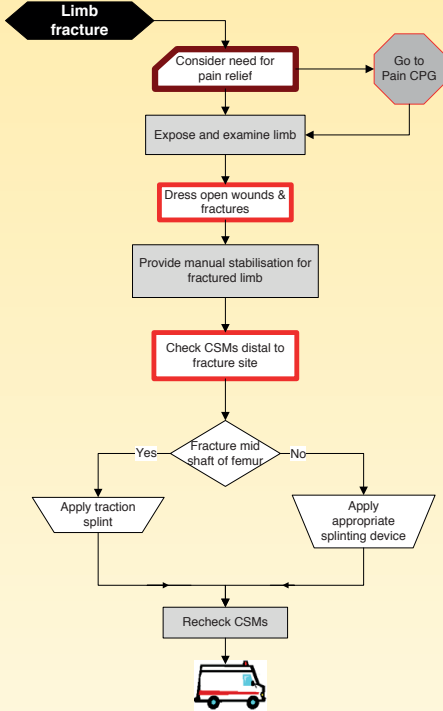 Limb
fracture
Consider need for
pain relief
Go to
Pain CPG
Expose and examine limb
Dress open wounds &
fractures
Provide manual stabilisation for
fractured limb
Check CSMs distal to
fracture site
Fracture mid
shaft of femur
Yes
No
Apply traction
splint
Apply
appropriate
splinting device
Recheck CSMs